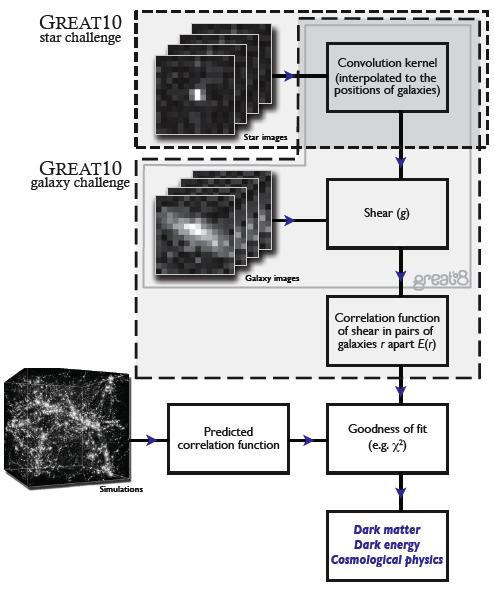 GREAT10
star challenge
Convolution kernel
(interpolated to the
positions of galaxies)
Star images
GREAT10
galaxy challenge
Shear (g)
Galaxy images
great08
Correlation function
of shear in pairs of
galaxies r apart E(r)
Predicted
correlation function
Goodness of fit
(e.g. χ²)
Simulations
Dark matter
Dark energy
Cosmological physics